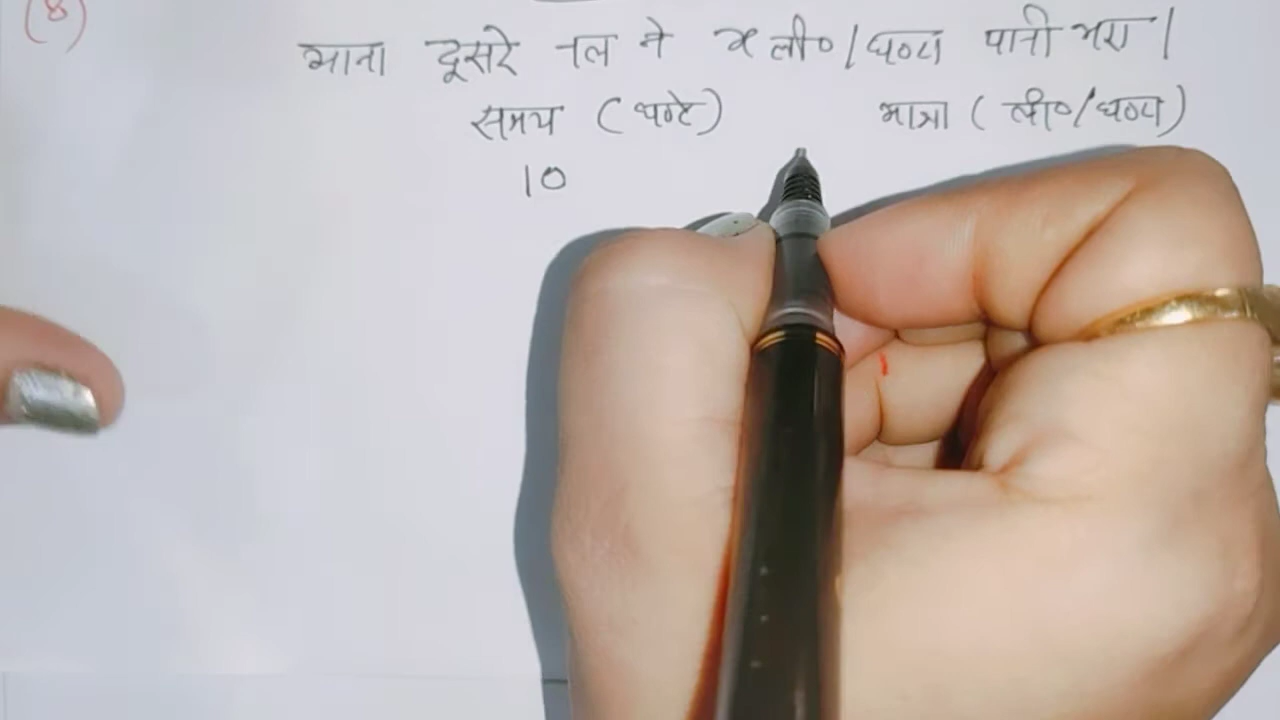 (8)
माना दूसरे नल ने x ली०/घण्टा पानी भरा।
समय (घण्टे) मात्रा (ली०/घण्टा)
10